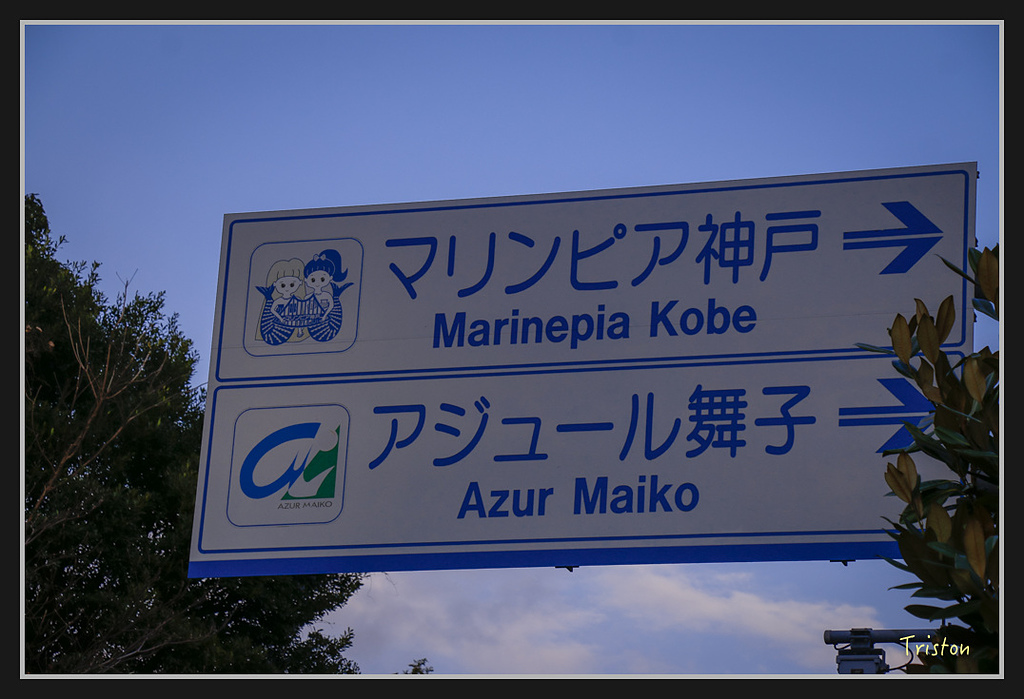 マリンピア神戸
Marinepia Kobe
アジュール舞子
Azur Maiko
AZUR MAIKO
Triston